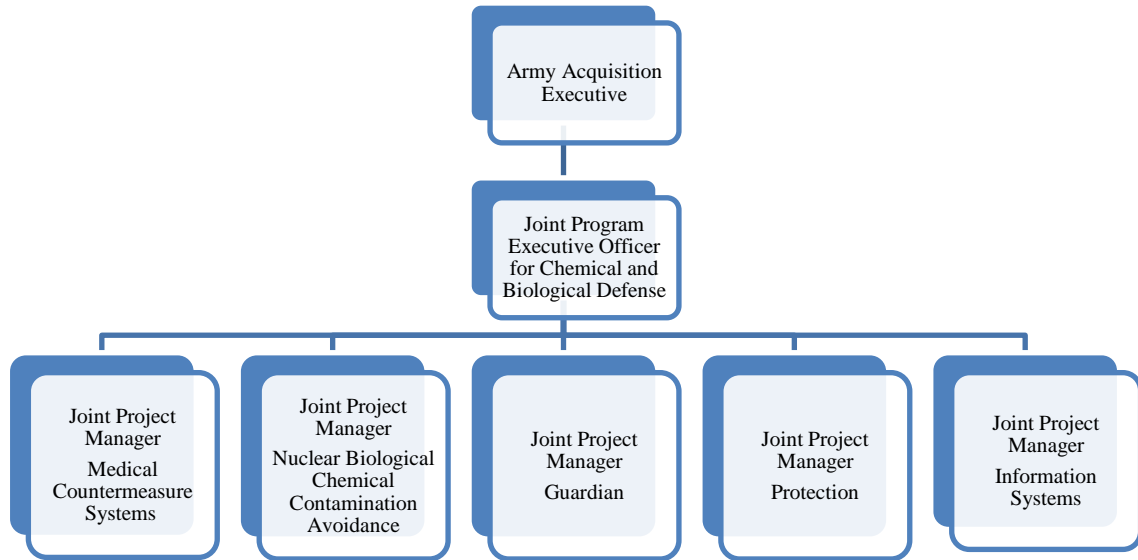 Army Acquisition
Executive
Joint Program
Executive Officer
for Chemical and
Biological Defense
Joint Project
Manager
Medical
Countermeasure
Systems
Joint Project
Manager
Nuclear Biological
Chemical
Contamination
Avoidance
Joint Project
Manager
Guardian
Joint Project
Manager
Protection
Joint Project
Manager
Information
Systems